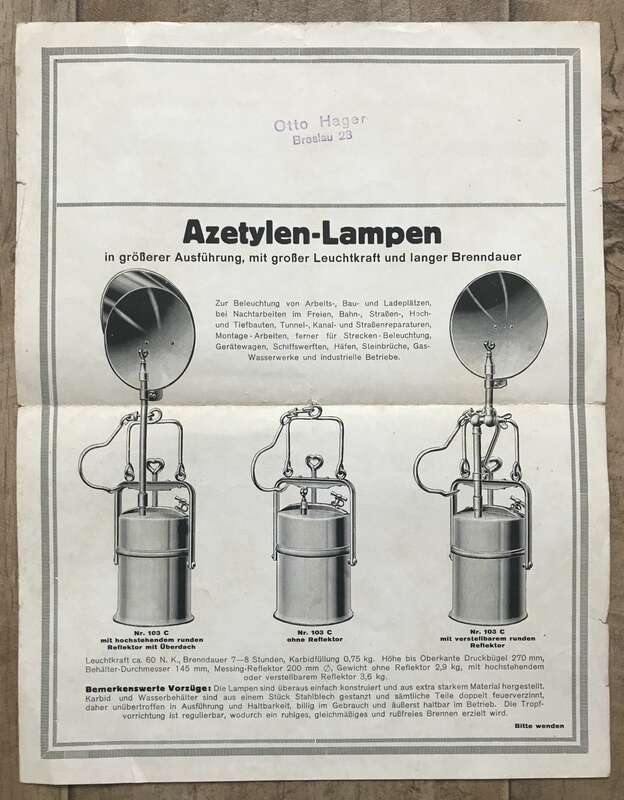 Otto Hager
Breslau 23
Azetylen-Lampen
in größerer Ausführung, mit großer Leuchtkraft und langer Brenndauer
Zur Beleuchtung von Arbeits-, Bau- und Ladeplätzen,
bei Nachtarbeiten im Freien, Bahn-, Straßen-, Hoch-
und Tiefbauten, Tunnel-, Kanal- und Straßenreparaturen,
Montage-Arbeiten, ferner für Strecken-Beleuchtung,
Gerätewagen, Schiffswerften, Häfen, Steinbrüche, Gas-
Wasserwerke und industrielle Betriebe.
Nr. 103 C
mit hochstehendem runden
Reflektor mit Überdach
Nr. 103 C
ohne Reflektor
Nr. 103 C
mit verstellbarem runden
Reflektor
Leuchtkraft ca. 60 N. K., Brenndauer 7—8 Stunden, Karbidfüllung 0,75 kg. Höhe bis Oberkante Druckbügel 270 mm,
Behälter-Durchmesser 145 mm, Messing-Reflektor 200 mm ∅, Gewicht ohne Reflektor 2,9 kg, mit hochstehendem
oder verstellbarem Reflektor 3,6 kg.
Bemerkenswerte Vorzüge: Die Lampen sind überaus einfach konstruiert und aus extra starkem Material hergestellt.
Karbid und Wasserbehälter sind aus einem Stück Stahlblech gestanzt und sämtliche Teile doppelt feuerverzinnt,
daher unübertroffen in Ausführung und Haltbarkeit, billig im Gebrauch und äußerst haltbar im Betrieb. Die Tropf-
vorrichtung ist regulierbar, wodurch ein ruhiges, gleichmäßiges und rußfreies Brennen erzielt wird.
Bitte wenden